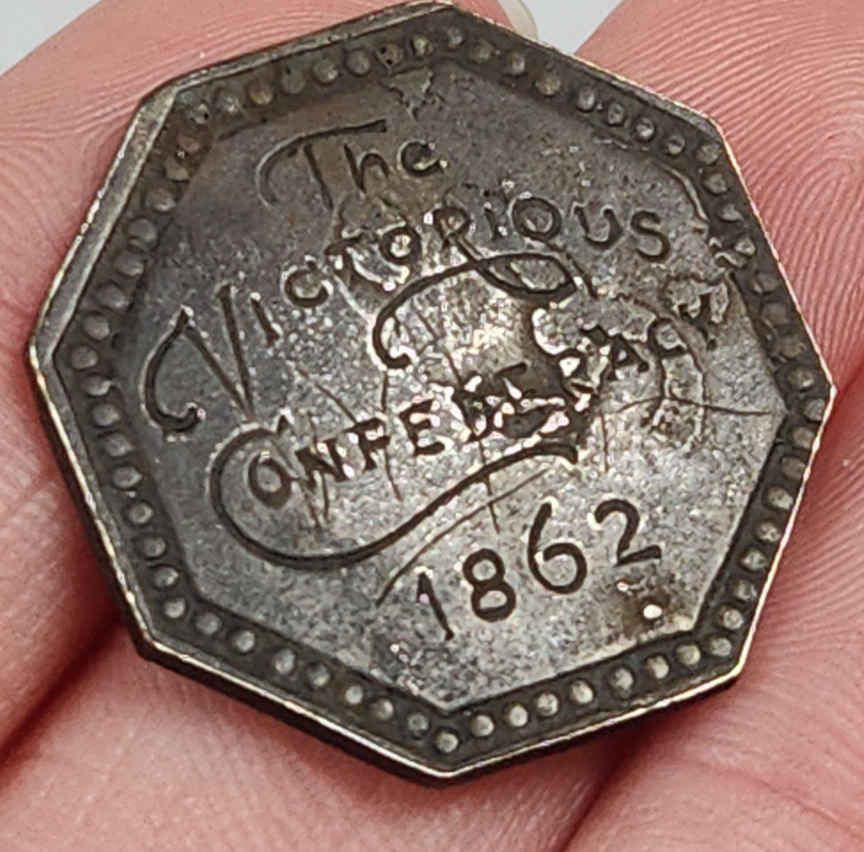 The
VICTORIOUS
CONFEDERACY
1862